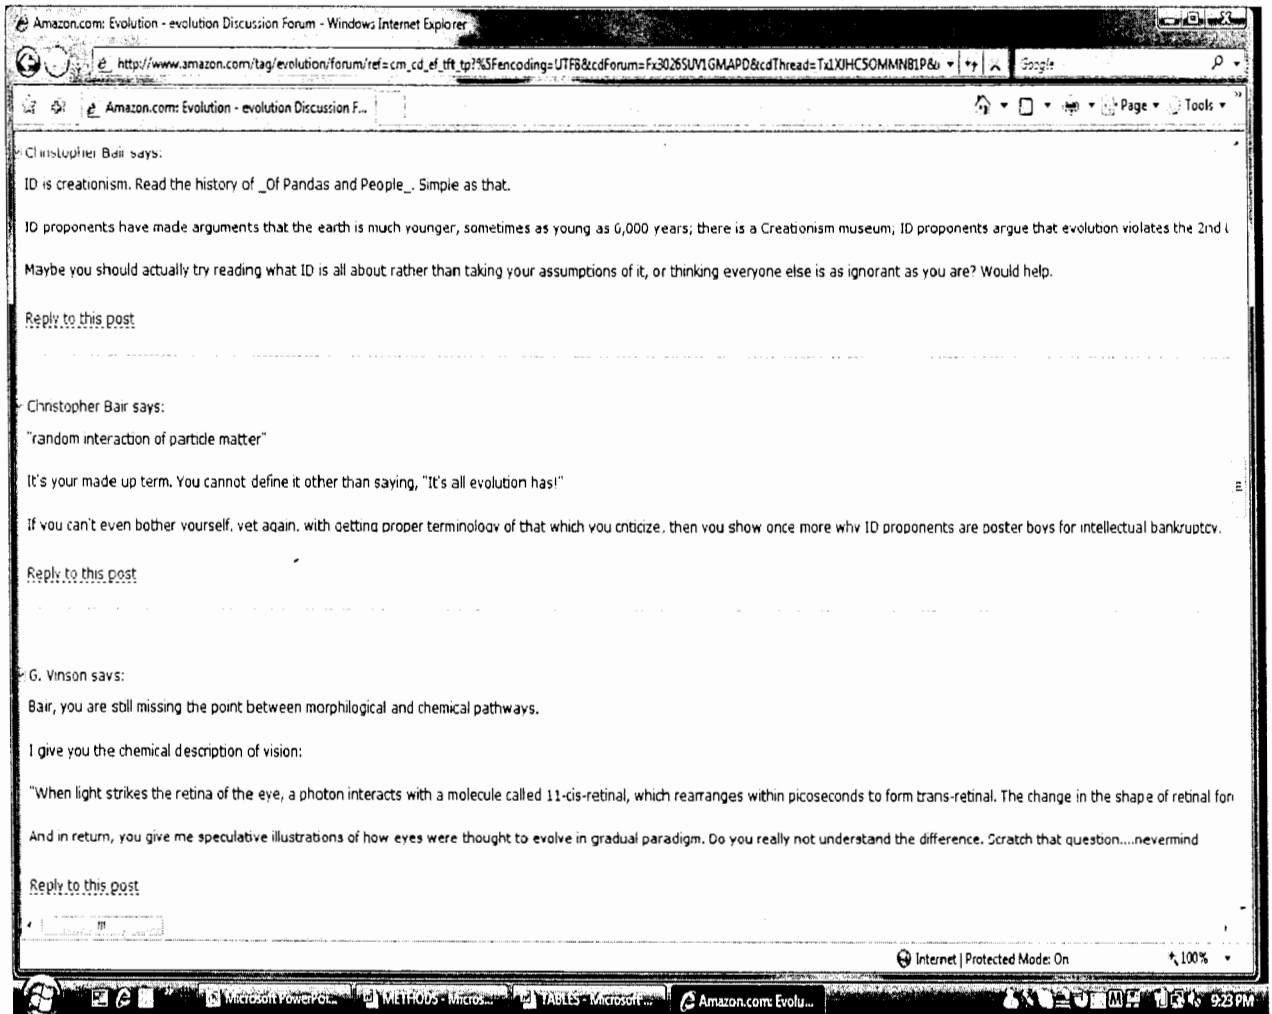 Amazon.com: Evolution - evolution Discussion Forum - Windows Internet Explorer
http://www.amazon.com/tag/evolution/forum/ref=cm_cd_ef_tft_tp?%5Fencoding=UTF8&cdForum=Fx3026SUV1GMAPD&cdThread=Tx1XJHC5OMMN81P&
Google
Amazon.com: Evolution - evolution Discussion F...
Page Tools
Christopher Bair says:
ID is creationism. Read the history of _Of Pandas and People_. Simple as that.
ID proponents have made arguments that the earth is much younger, sometimes as young as 6,000 years; there is a Creationism museum; ID proponents argue that evolution violates the 2nd
Maybe you should actually try reading what ID is all about rather than taking your assumptions of it, or thinking everyone else is as ignorant as you are? Would help.
Reply to this post
Christopher Bair says:
"random interaction of particle matter"
It's your made up term. You cannot define it other than saying, "It's all evolution has!"
If you can't even bother yourself, yet again, with getting proper terminology of that which you criticize, then you show once more why ID proponents are poster boys for intellectual bankruptcy.
Reply to this post
G. Vinson says:
Bair, you are still missing the point between morphilogical and chemical pathways.
I give you the chemical description of vision:
"When light strikes the retina of the eye, a photon interacts with a molecule called 11-cis-retinal, which rearranges within picoseconds to form trans-retinal. The change in the shape of retinal for
And in return, you give me speculative illustrations of how eyes were thought to evolve in gradual paradigm. Do you really not understand the difference. Scratch that question....nevermind
Reply to this post
Internet | Protected Mode: On
100%
Microsoft PowerPoi...
METHODS - Micros...
TABLES - Microsoft ...
Amazon.com: Evolu...
9:23 PM